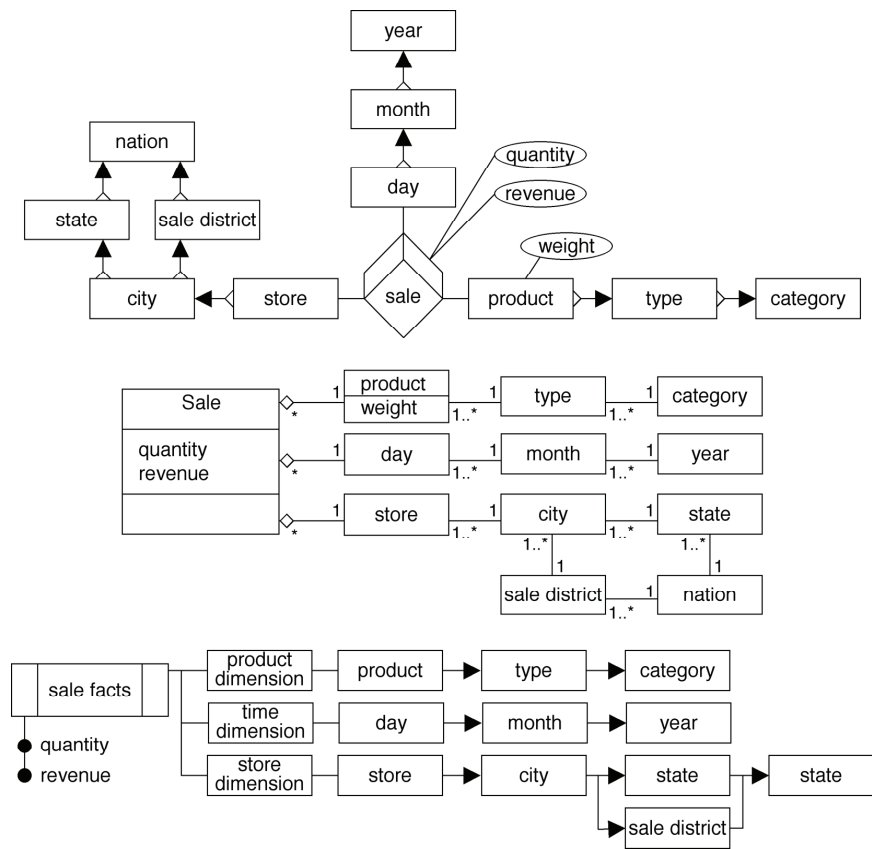 year
month
nation
quantity
day
revenue
state
sale district
weight
city
store
sale
product
type
category
Sale
quantity
revenue
1
*
product
weight
1
1..*
type
1
1..*
category
1
*
day
1
1..*
month
1
1..*
year
1
*
store
1
1..*
city
1
1..*
state
1..*
1
1..*
1
sale district
1
1..*
nation
sale facts
quantity
revenue
product
dimension
product
type
category
time
dimension
day
month
year
store
dimension
store
city
state
state
sale district